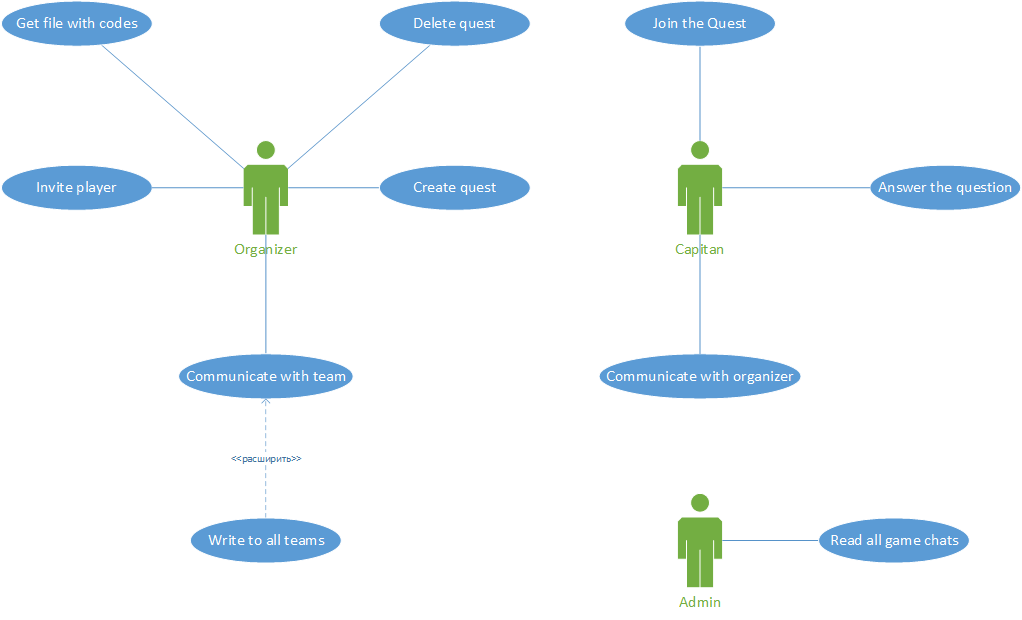 Get file with codes
Delete quest
Join the Quest
Invite player
Create quest
Answer the question
Organizer
Capitan
Communicate with team
Communicate with organizer
<<расширить>>
Write to all teams
Read all game chats
Admin